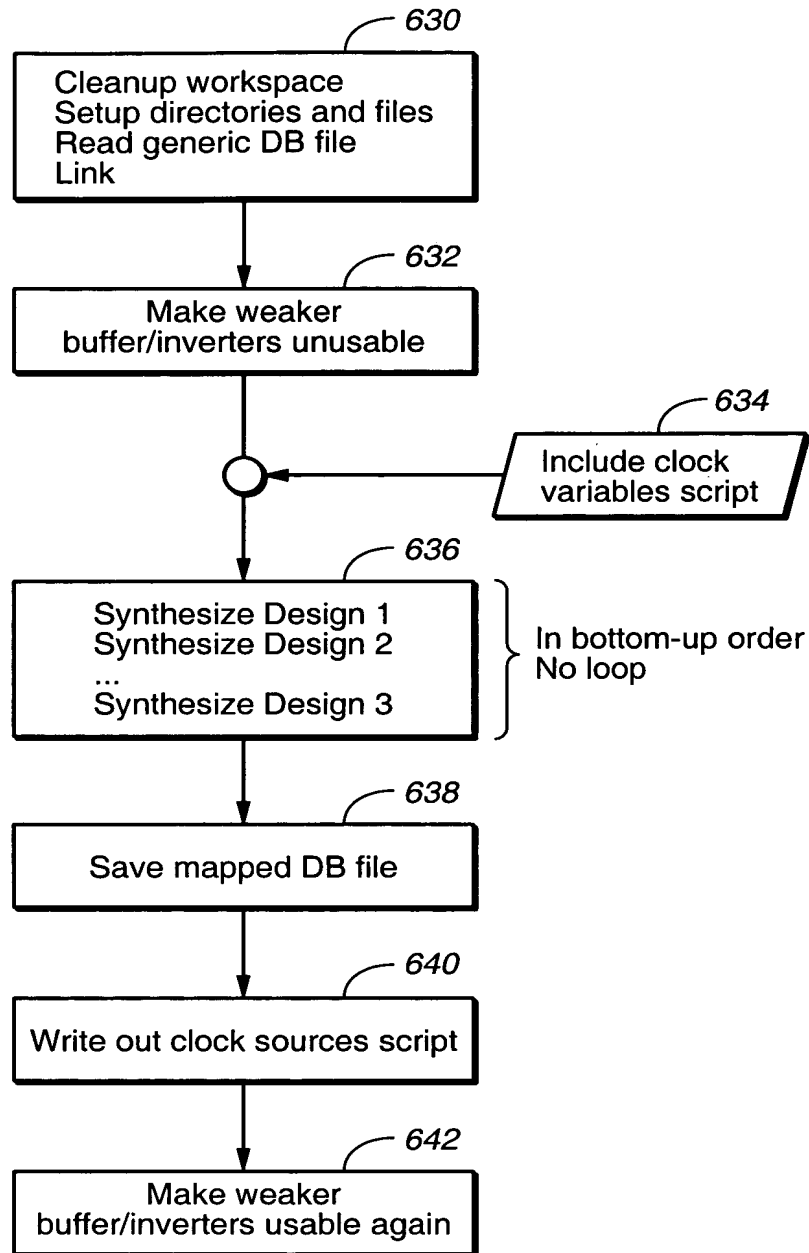 630
Cleanup workspace
Setup directories and files
Read generic DB file
Link
632
Make weaker
buffer/inverters unusable
634
Include clock
variables script
636
Synthesize Design 1
Synthesize Design 2
...
Synthesize Design 3
In bottom-up order
No loop
638
Save mapped DB file
640
Write out clock sources script
642
Make weaker
buffer/inverters usable again